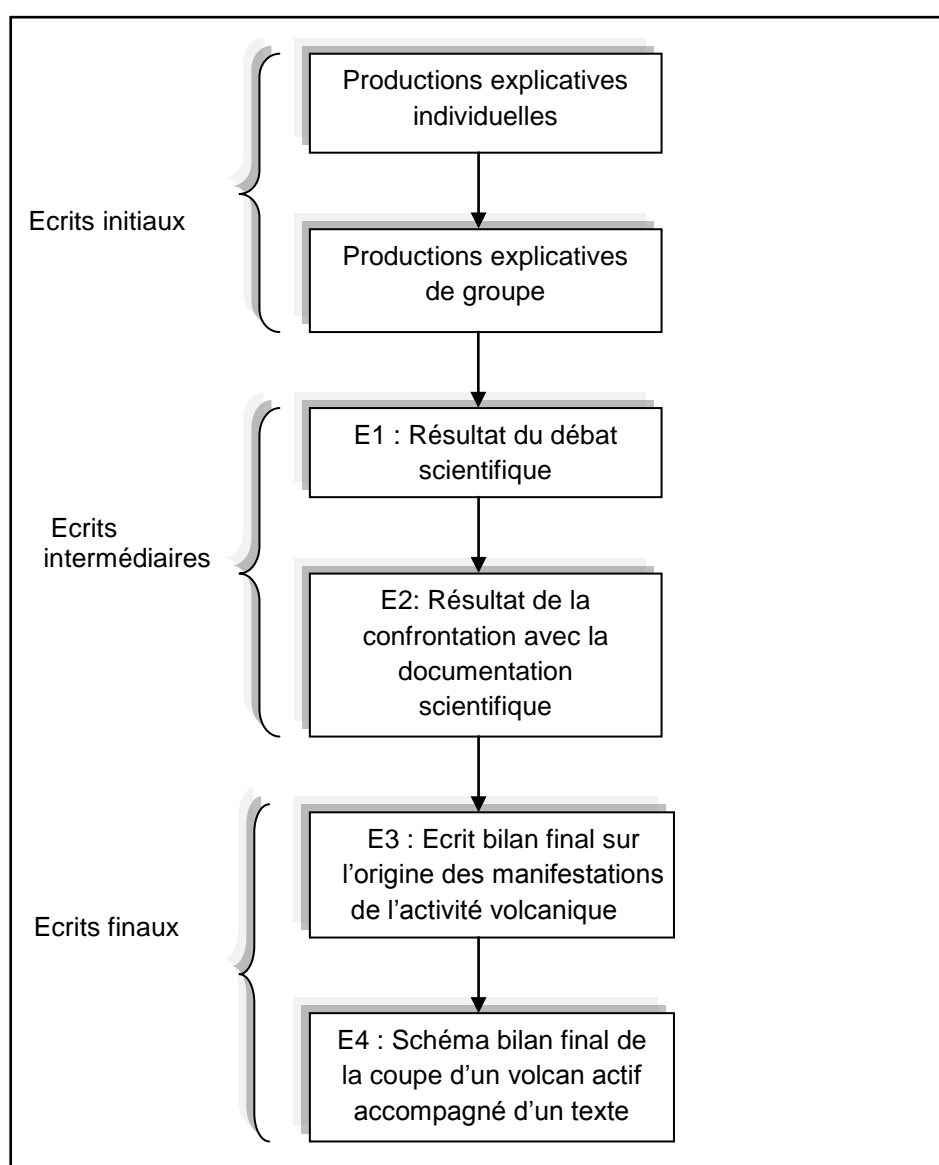 Productions explicatives
individuelles
Ecrits initiaux
Productions explicatives
de groupe
E1 : Résultat du débat
scientifique
Ecrits
intermédiaires
E2: Résultat de la
confrontation avec la
documentation
scientifique
E3 : Ecrit bilan final sur
l’origine des manifestations
de l’activité volcanique
Ecrits finaux
E4 : Schéma bilan final de
la coupe d’un volcan actif
accompagné d’un texte